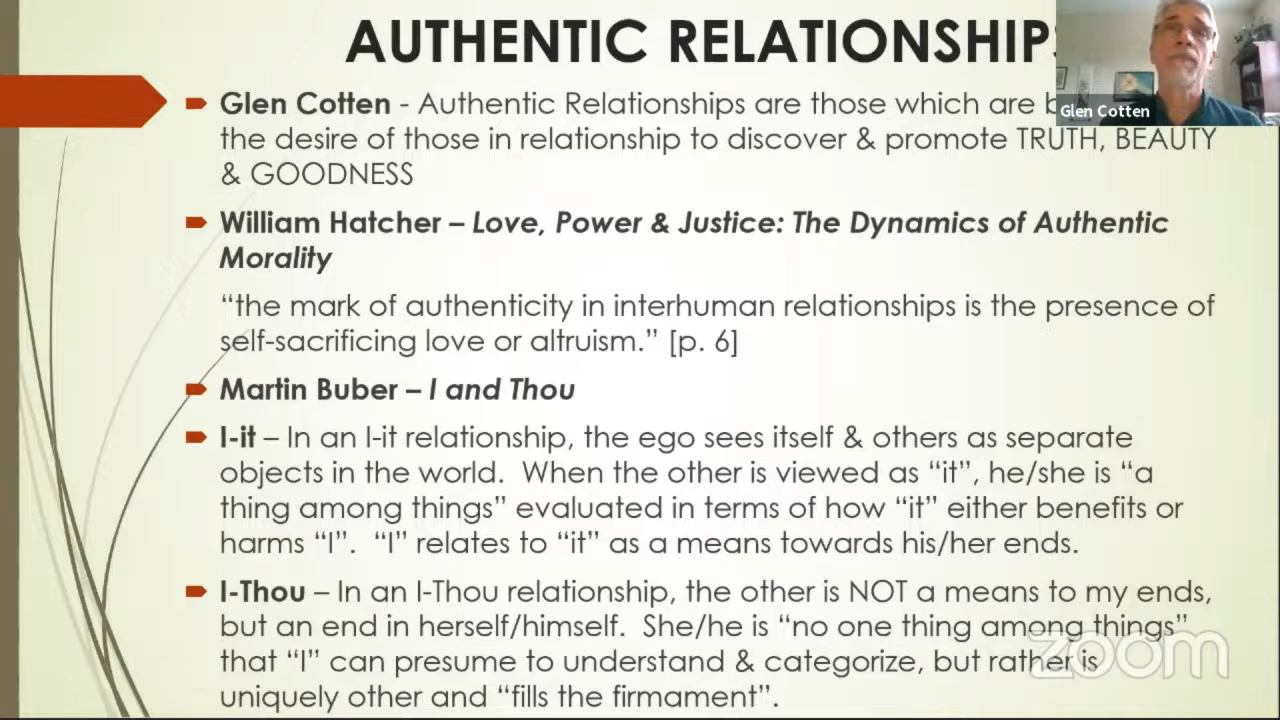 AUTHENTIC RELATIONSHIP
Glen Cotten
Glen Cotten - Authentic Relationships are those which are
the desire of those in relationship to discover & promote TRUTH, BEAUTY
& GOODNESS
William Hatcher – Love, Power & Justice: The Dynamics of Authentic
Morality
“the mark of authenticity in interhuman relationships is the presence of
self-sacrificing love or altruism.” [p. 6]
Martin Buber – I and Thou
I-it – In an I-it relationship, the ego sees itself & others as separate
objects in the world. When the other is viewed as “it”, he/she is “a
thing among things” evaluated in terms of how “it” either benefits or
harms “I”. “I” relates to “it” as a means towards his/her ends.
I-Thou – In an I-Thou relationship, the other is NOT a means to my ends,
but an end in herself/himself. She/he is “no one thing among things”
that “I” can presume to understand & categorize, but rather is
uniquely other and “fills the firmament”.
zoom